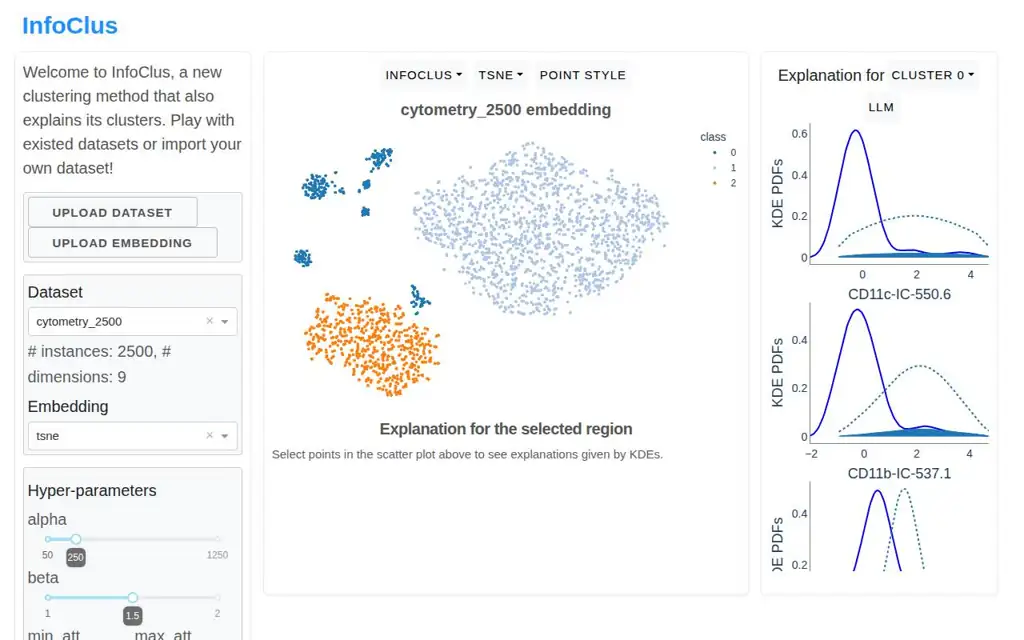 InfoClus
Welcome to InfoClus, a new
clustering method that also
explains its clusters. Play with
existed datasets or import your
own dataset!
UPLOAD DATASET
UPLOAD EMBEDDING
Dataset
cytometry_2500
# instances: 2500, #
dimensions: 9
Embedding
tsne
Hyper-parameters
alpha
50
250
1250
beta
1
1.5
2
min_att
max_att
INFOCLUS
TSNE
POINT STYLE
cytometry_2500 embedding
class
0
1
2
Explanation for the selected region
Select points in the scatter plot above to see explanations given by KDEs.
Explanation for CLUSTER 0
LLM
KDE PDFs
0.6
0.4
0.2
0
0 2 4
CD11c-IC-550.6
KDE PDFs
0.4
0.2
0
−2 0 2 4
CD11b-IC-537.1
DE PDFs
0.4
0.2